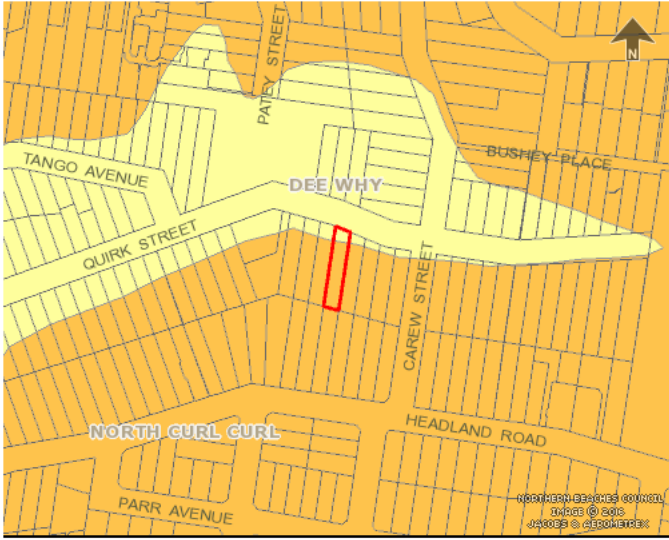 N
PATEY STREET
BUSHEY PLACE
TANGO AVENUE
DEE WHY
QUIRK STREET
CAREW STREET
HEADLAND ROAD
NORTH CURL CURL
PARR AVENUE
NORTHERN BEACHES COUNCIL
IMAGE © 2016
JACOBS & AEROMETREX